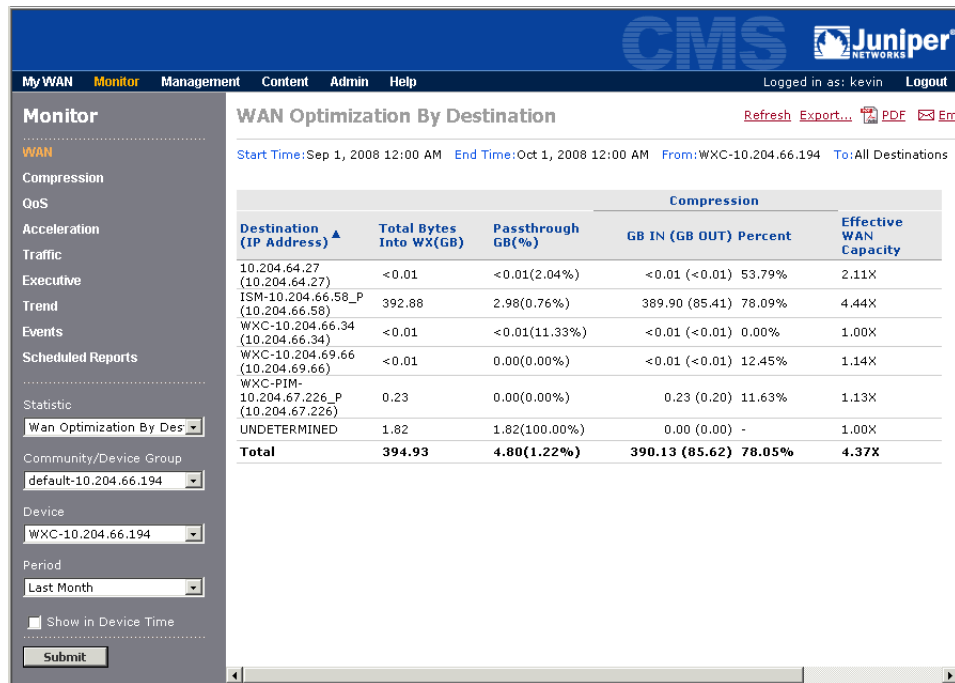 CMS
Juniper®
NETWORKS
My WAN Monitor Management Content Admin Help Logged in as: kevin Logout
Monitor
WAN
Compression
QoS
Acceleration
Traffic
Executive
Trend
Events
Scheduled Reports
Statistic
Wan Optimization By Des
Community/Device Group
default-10.204.66.194
Device
WXC-10.204.66.194
Period
Last Month
Show in Device Time
Submit
WAN Optimization By Destination
Refresh Export... PDF Em
Start Time:Sep 1, 2008 12:00 AM End Time:Oct 1, 2008 12:00 AM From:WXC-10.204.66.194 To:All Destinations
Compression
Destination (IP Address) Total Bytes Into WX(GB) Passthrough GB(%) GB IN (GB OUT) Percent Effective WAN Capacity
10.204.64.27
(10.204.64.27) <0.01 <0.01(2.04%) <0.01 (<0.01) 53.79% 2.11X
ISM-10.204.66.58_P
(10.204.66.58) 392.88 2.98(0.76%) 389.90 (85.41) 78.09% 4.44X
WXC-10.204.66.34
(10.204.66.34) <0.01 <0.01(11.33%) <0.01 (<0.01) 0.00% 1.00X
WXC-10.204.69.66
(10.204.69.66) <0.01 0.00(0.00%) <0.01 (<0.01) 12.45% 1.14X
WXC-PIM-
10.204.67.226_P
(10.204.67.226) 0.23 0.00(0.00%) 0.23 (0.20) 11.63% 1.13X
UNDETERMINED 1.82 1.82(100.00%) 0.00 (0.00) - 1.00X
Total 394.93 4.80(1.22%) 390.13 (85.62) 78.05% 4.37X